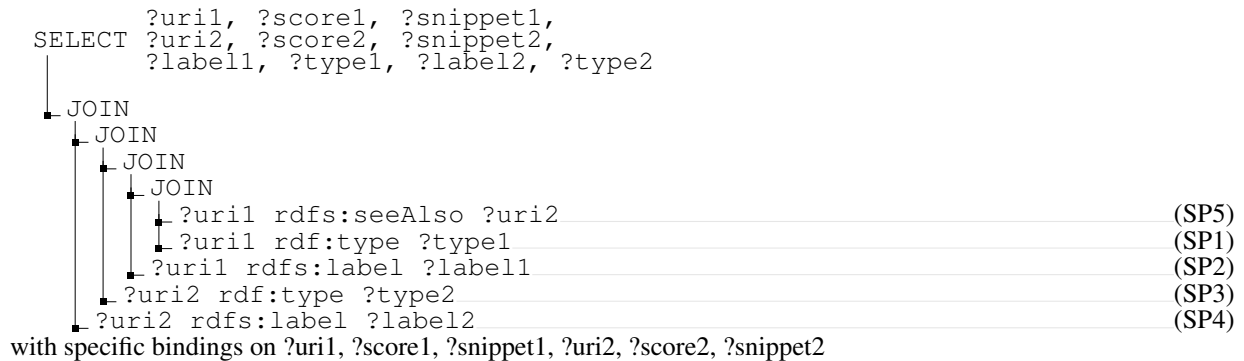 ?uri1, ?score1, ?snippet1,
SELECT ?uri2, ?score2, ?snippet2,
?label1, ?type1, ?label2, ?type2
JOIN
JOIN
JOIN
JOIN
?uri1 rdfs:seeAlso ?uri2 (SP5)
?uri1 rdf:type ?type1 (SP1)
?uri1 rdfs:label ?label1 (SP2)
?uri2 rdf:type ?type2 (SP3)
?uri2 rdfs:label ?label2 (SP4)
with specific bindings on ?uri1, ?score1, ?snippet1, ?uri2, ?score2, ?snippet2